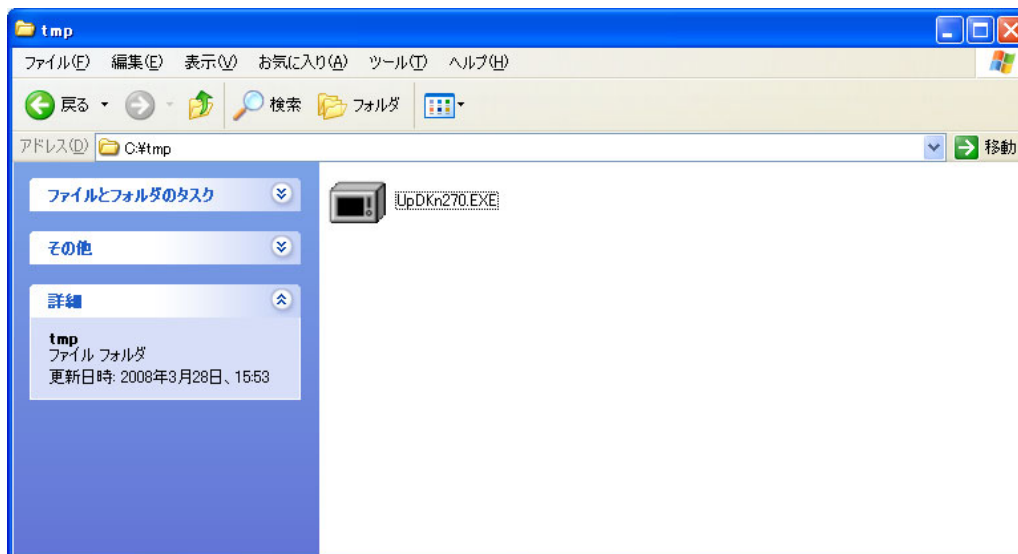 tmp
ファイル(F) 編集(E) 表示(V) お気に入り(A) ツール(T) ヘルプ(H)
戻る 検索 フォルダ
アドレス(D) C:¥tmp 移動
ファイルとフォルダのタスク
UpDKn270.EXE
その他
詳細
tmp
ファイル フォルダ
更新日時: 2008年3月28日、15:53